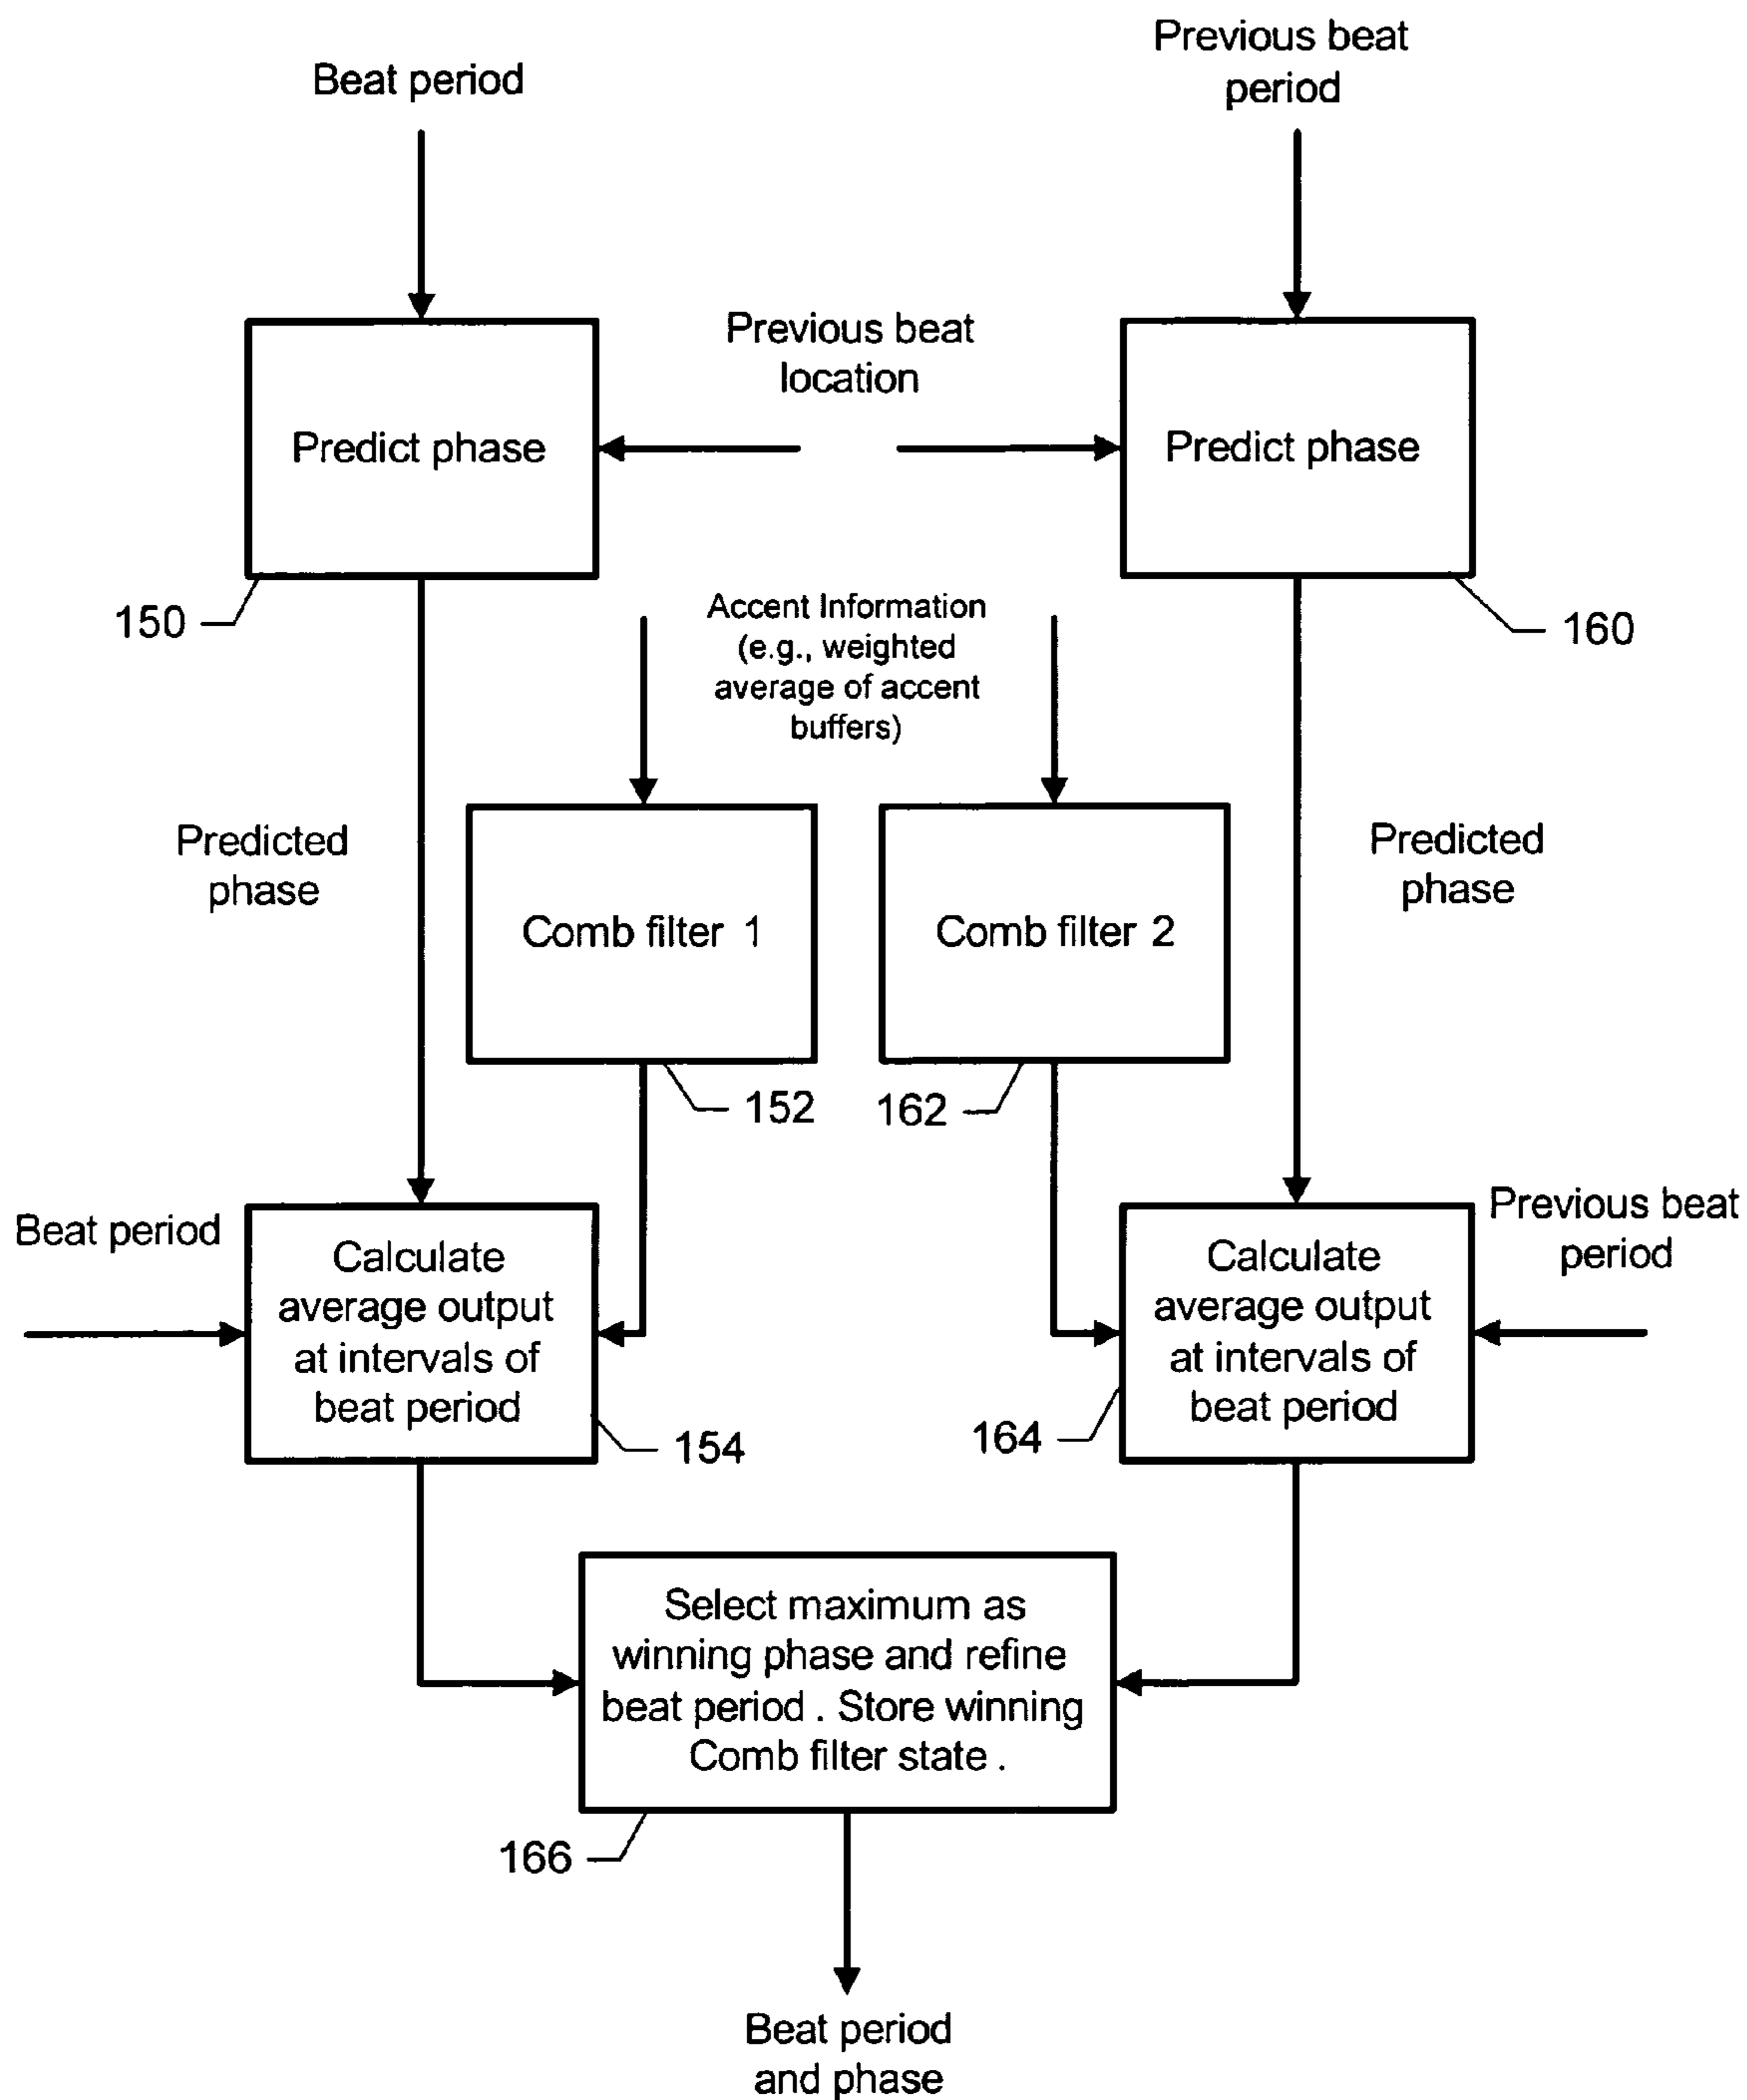 Beat period
Previous beat
period
Previous beat
location
Predict phase
Predict phase
150
160
Accent Information
(e.g., weighted
average of accent
buffers)
Predicted
phase
Predicted
phase
Comb filter 1
Comb filter 2
152
162
Beat period
Calculate
average output
at intervals of
beat period
Calculate
average output
at intervals of
beat period
Previous beat
period
154
164
Select maximum as
winning phase and refine
beat period . Store winning
Comb filter state .
166
Beat period
and phase